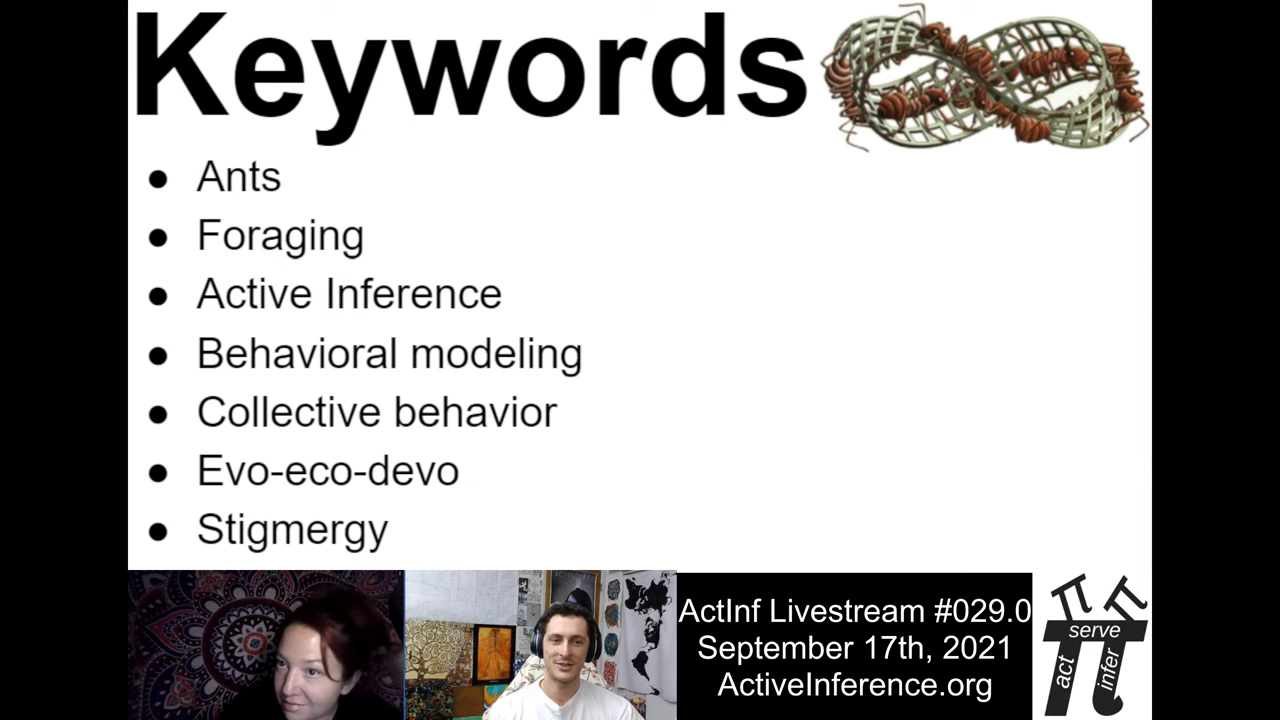 Keywords
● Ants
● Foraging
● Active Inference
● Behavioral modeling
● Collective behavior
● Evo-eco-devo
● Stigmergy
ActInf Livestream #029.0
September 17th, 2021
ActiveInference.org
serve
act
infer